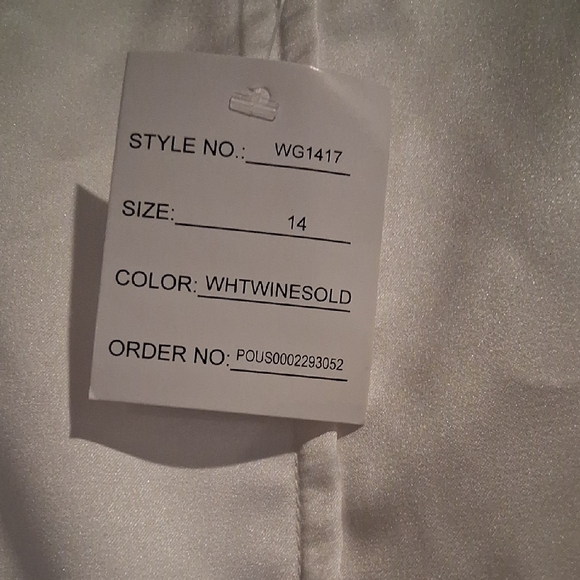 STYLE NO.: WG1417
SIZE: 14
COLOR: WHTWINESOLD
ORDER NO: POUS0002293052